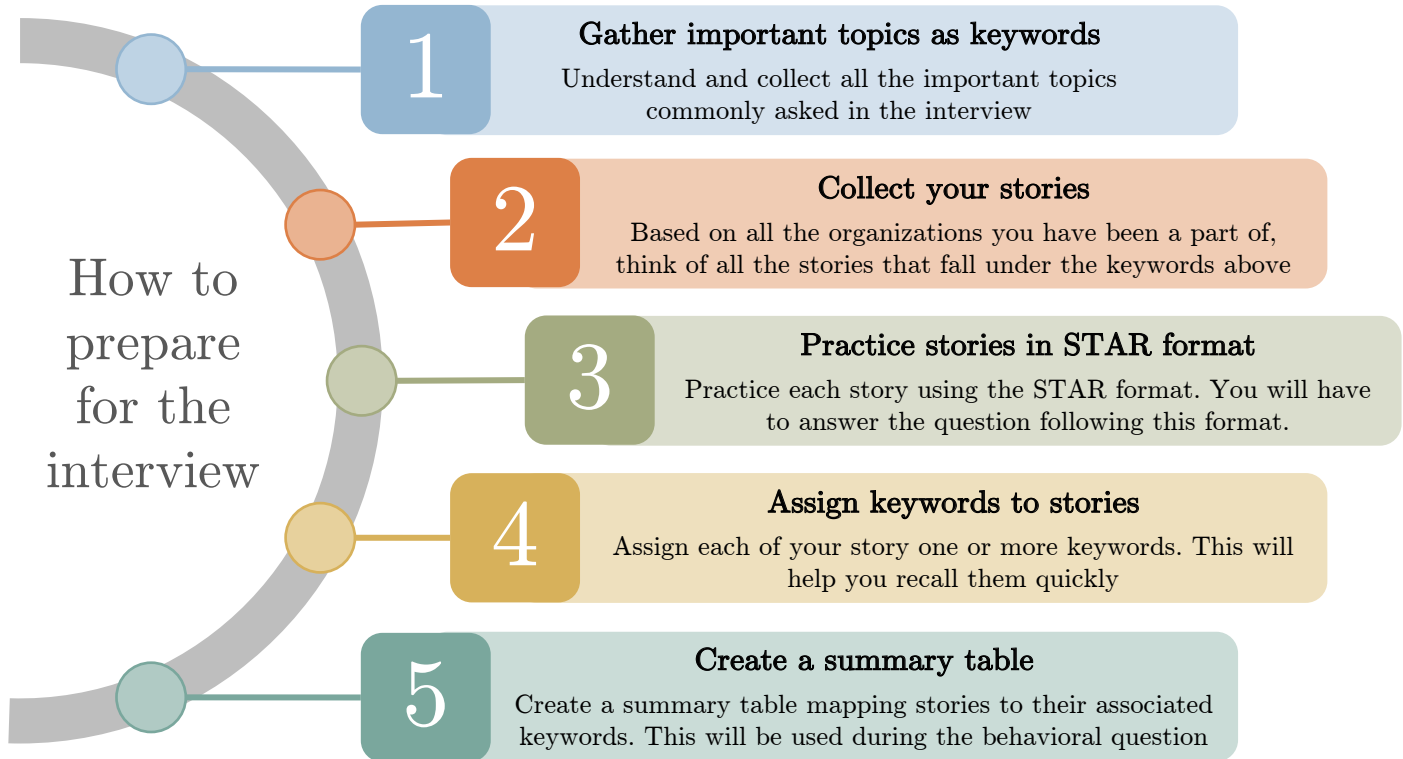 How to
prepare
for the
interview
1
Gather important topics as keywords
Understand and collect all the important topics
commonly asked in the interview
2
Collect your stories
Based on all the organizations you have been a part of,
think of all the stories that fall under the keywords above
3
Practice stories in STAR format
Practice each story using the STAR format. You will have
to answer the question following this format.
4
Assign keywords to stories
Assign each of your story one or more keywords. This will
help you recall them quickly
5
Create a summary table
Create a summary table mapping stories to their associated
keywords. This will be used during the behavioral question